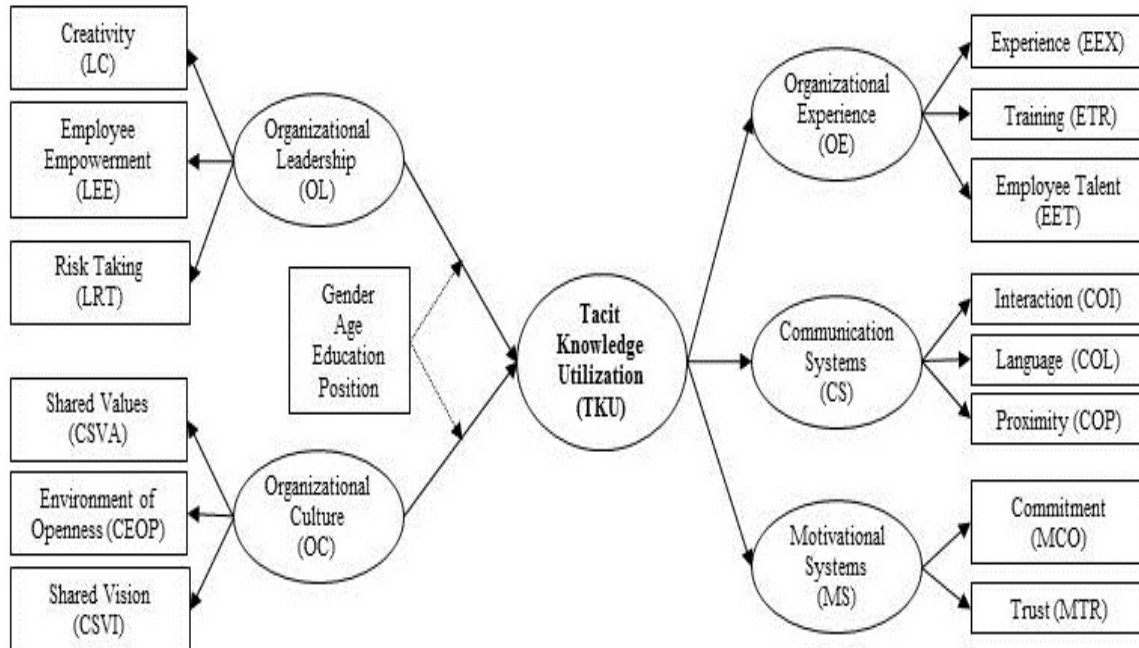 Creativity
(LC)
Employee
Empowerment
(LEE)
Risk Taking
(LRT)
Organizational
Leadership
(OL)
Shared Values
(CSVA)
Environment of
Openness (CEOP)
Shared Vision
(CSVI)
Organizational
Culture
(OC)
Gender
Age
Education
Position
Tacit
Knowledge
Utilization
(TKU)
Organizational
Experience
(OE)
Experience (EEX)
Training (ETR)
Employee Talent
(EET)
Communication
Systems
(CS)
Interaction (COI)
Language (COL)
Proximity (COP)
Motivational
Systems
(MS)
Commitment
(MCO)
Trust (MTR)